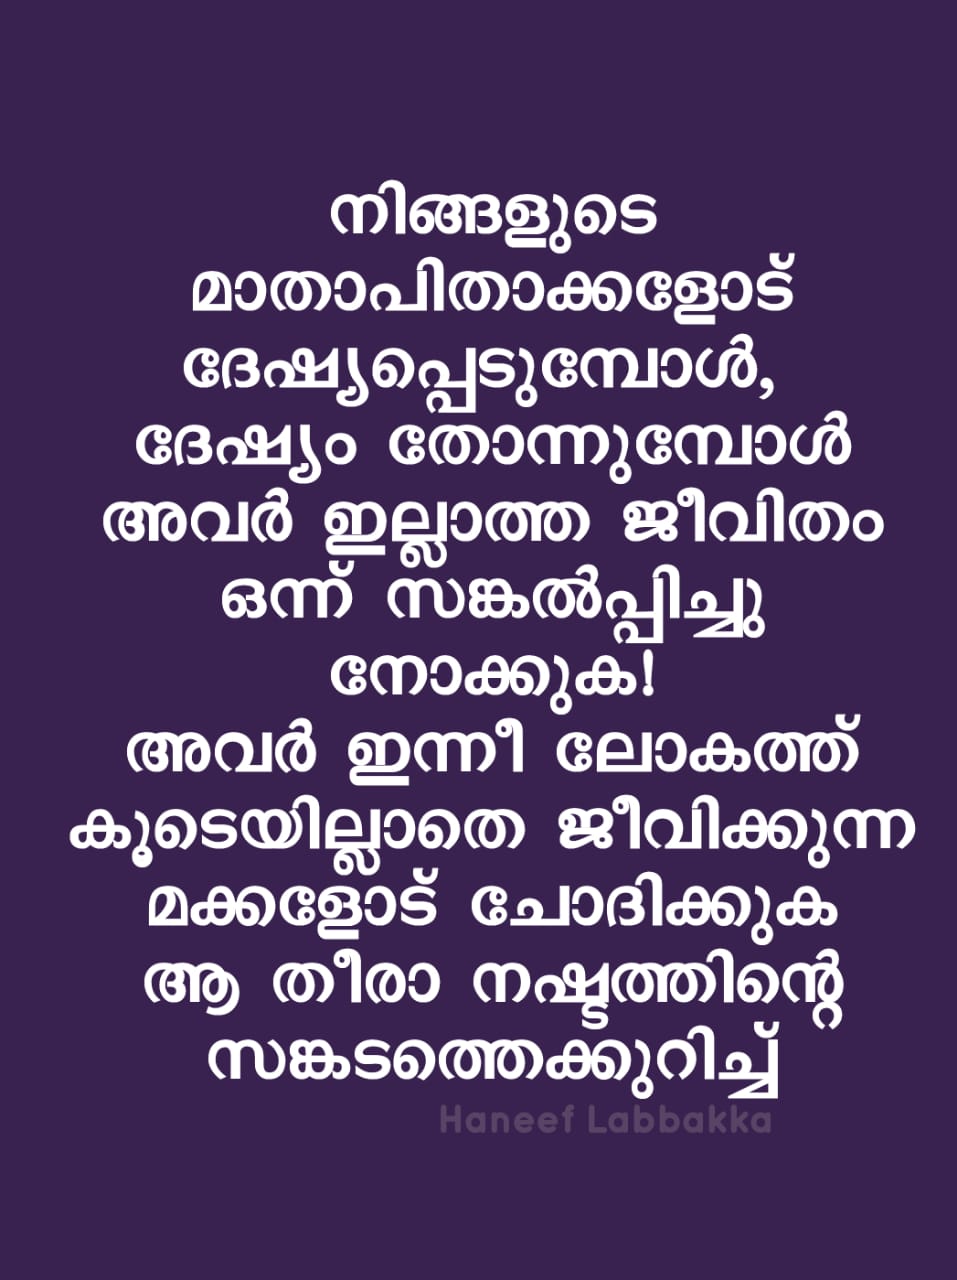 നിങ്ങളുടെ
മാതാപിതാക്കളോട്
ദേഷ്യപ്പെടുമ്പോൾ,
ദേഷ്യം തോന്നുമ്പോൾ
അവർ ഇല്ലാത്ത ജീവിതം
ഒന്ന് സങ്കൽപ്പിച്ചു
നോക്കുക!
അവർ ഇന്നീ ലോകത്ത്
കൂടെയില്ലാതെ ജീവിക്കുന്ന
മക്കളോട് ചോദിക്കുക
ആ തീരാ നഷ്ടത്തിന്റെ
സങ്കടത്തെക്കുറിച്ച്
Haneef Labbakka